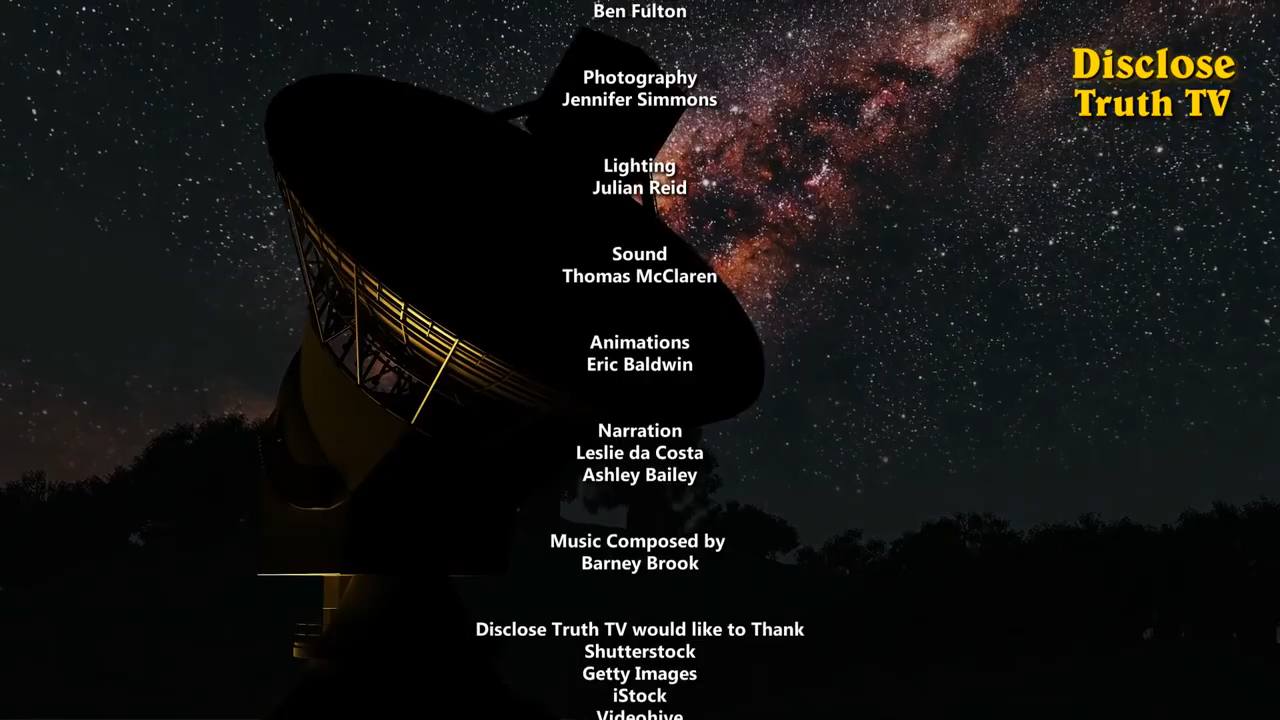 Ben Fulton
Disclose
Truth TV
Photography
Jennifer Simmons
Lighting
Julian Reid
Sound
Thomas McClaren
Animations
Eric Baldwin
Narration
Leslie da Costa
Ashley Bailey
Music Composed by
Barney Brook
Disclose Truth TV would like to Thank
Shutterstock
Getty Images
iStock
Videohive